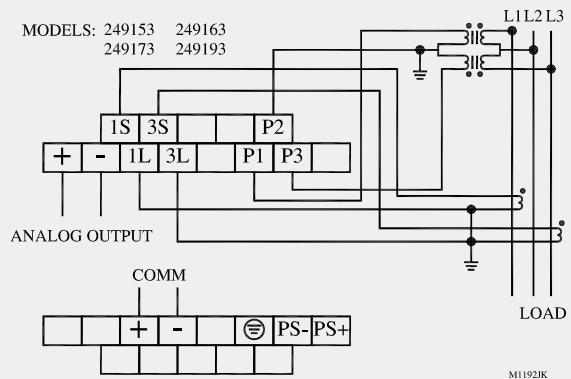 MODELS: 249153 249163
249173 249193
L1 L2 L3
1S 3S P2
+ - 1L 3L P1 P3
ANALOG OUTPUT
COMM
+ - PS- PS+
LOAD
M1192JK